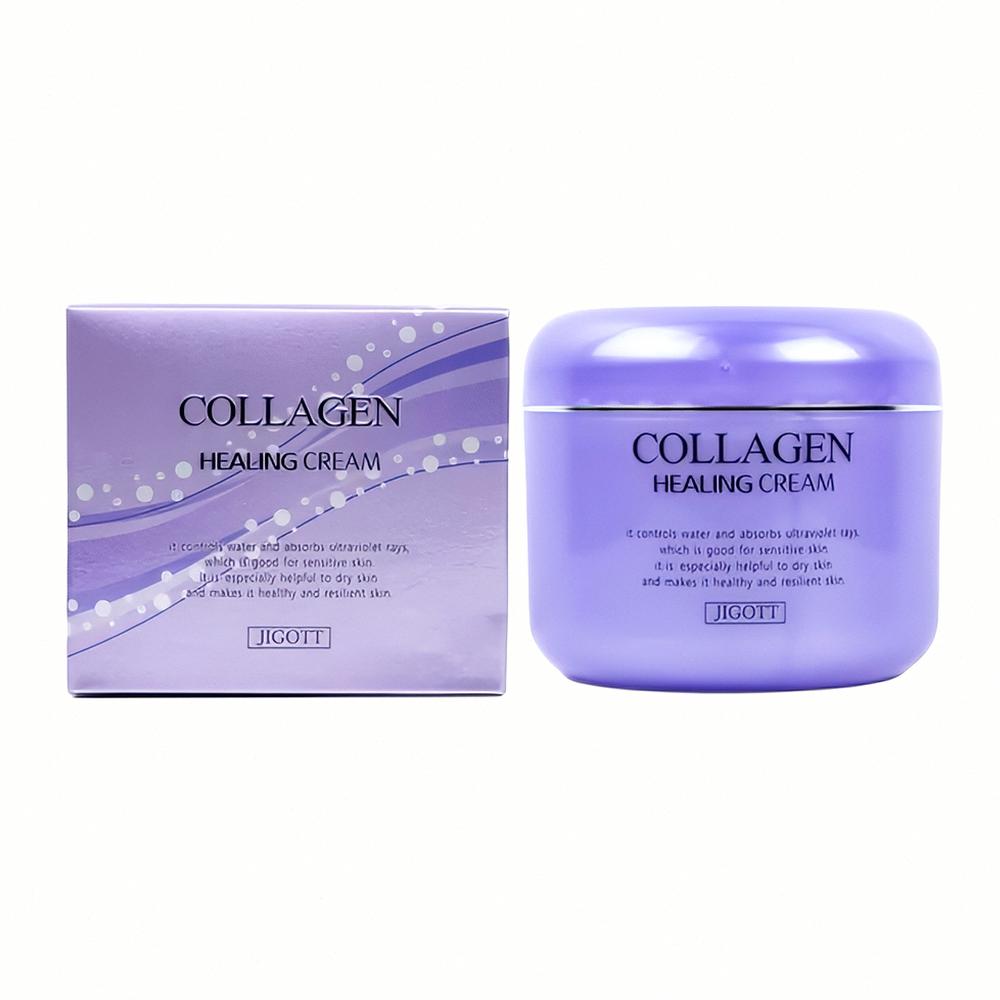 COLLAGEN
HEALING CREAM
it controls water and absorbs ultraviolet rays,
which is good for sensitive skin.
it is especially helpful to dry skin
and makes it healthy and resilient skin.
JIGOTT
COLLAGEN
HEALING CREAM
it controls water and absorbs ultraviolet rays,
which is good for sensitive skin
it is especially helpful to dry skin
and makes it healthy and resilient skin.
JIGOTT